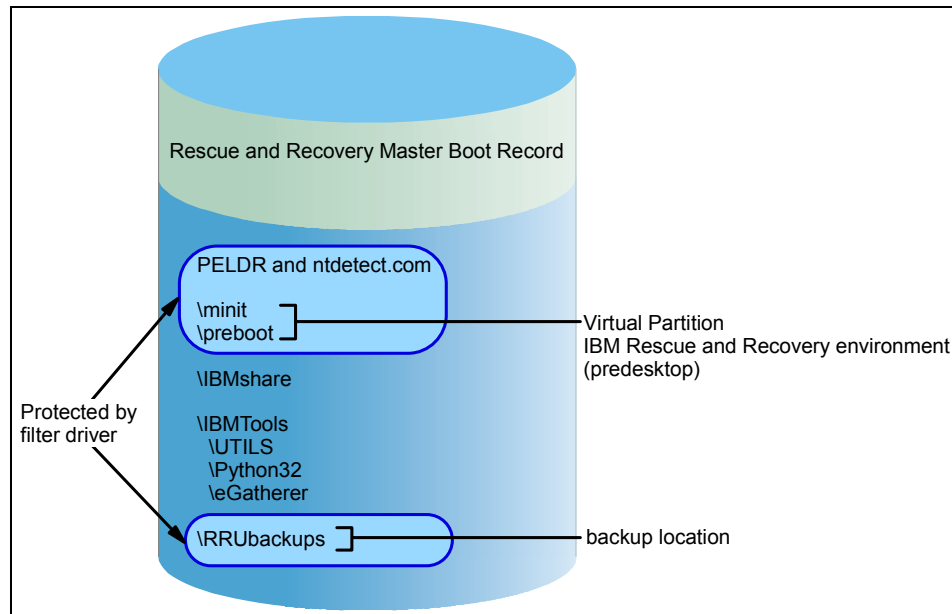 Rescue and Recovery Master Boot Record
PELDR and ntdetect.com
\minit
\preboot
Virtual Partition
IBM Rescue and Recovery environment
(predesktop)
\IBMshare
Protected by
filter driver
\IBMTools
\UTILS
\Python32
\eGatherer
\RRUbackups
backup location